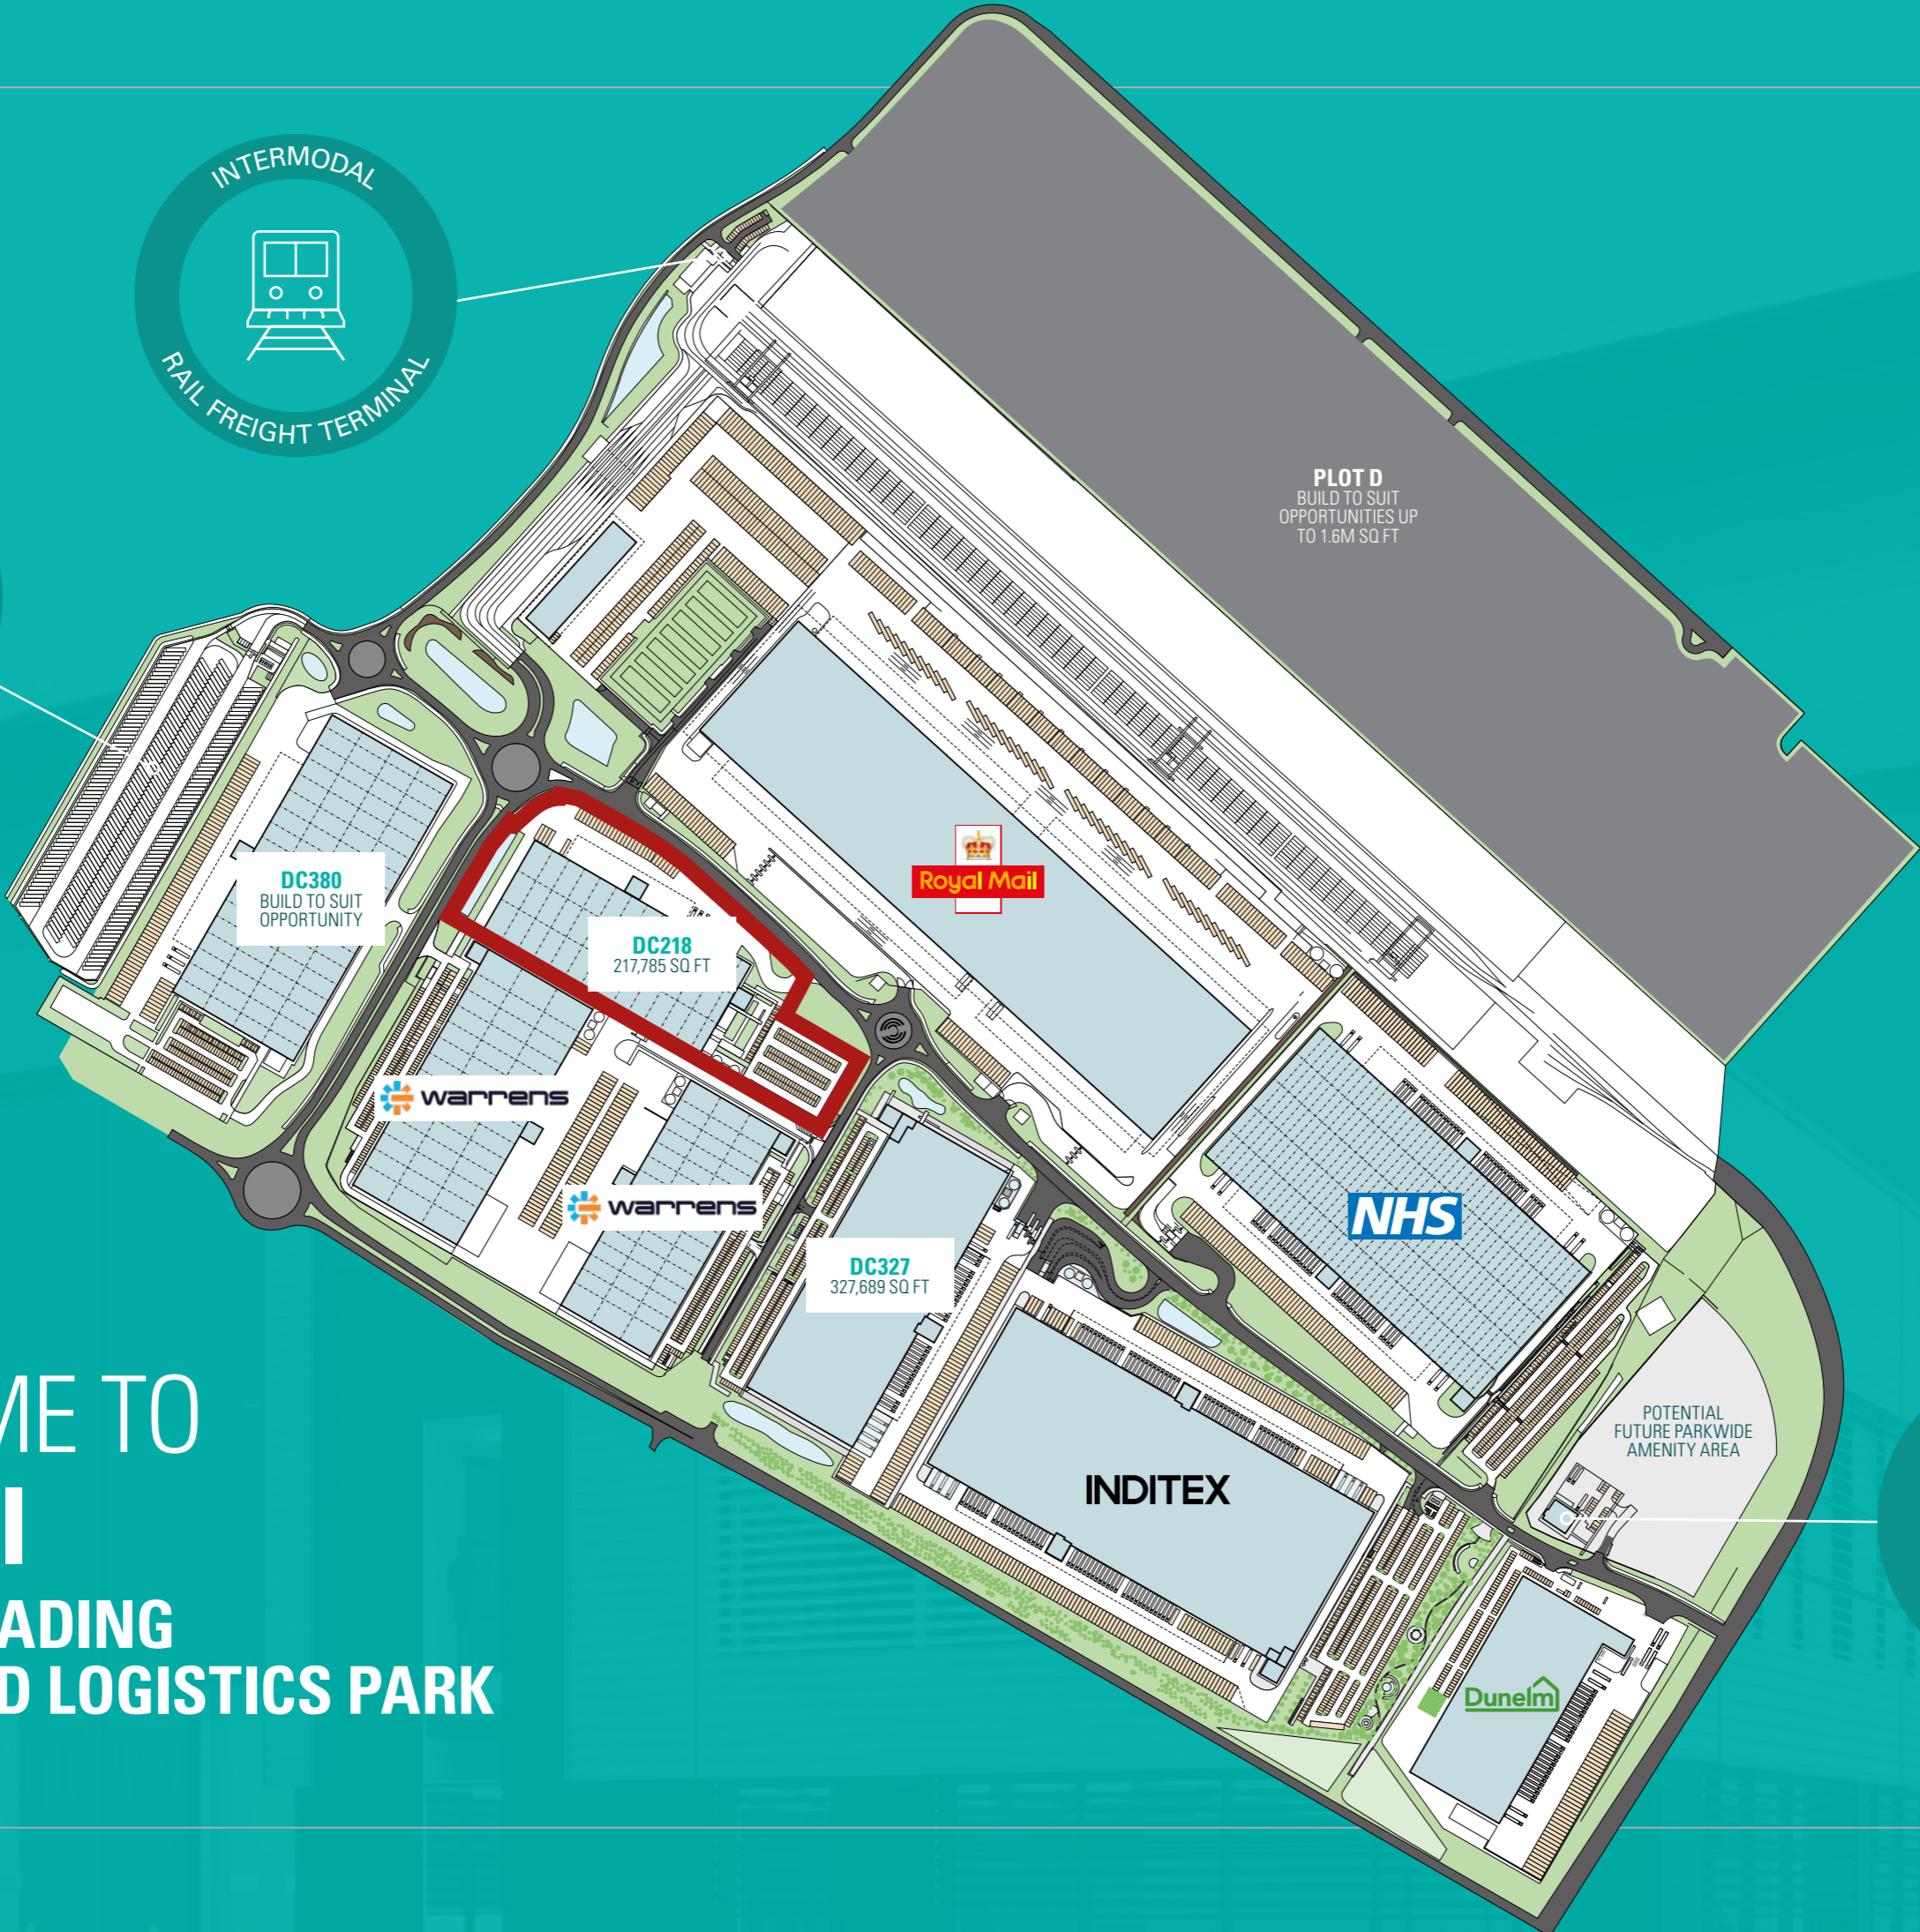 INTERMODAL
RAIL FREIGHT TERMINAL
PLOT D
BUILD TO SUIT
OPPORTUNITIES UP
TO 1.6M SQ FT
Royal Mail
DC380
BUILD TO SUIT
OPPORTUNITY
DC218
217,785 SQ FT
warrens
warrens
NHS
DC327
327,689 SQ FT
POTENTIAL
FUTURE PARKWIDE
AMENITY AREA
INDITEX
Dunelm
ME TO
I
ADING
D LOGISTICS PARK